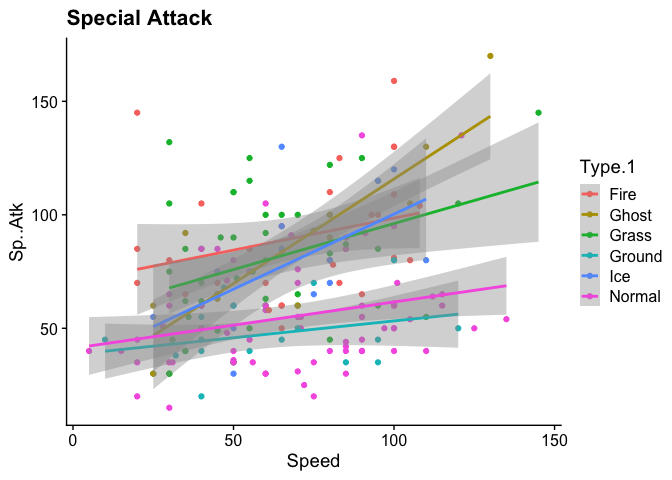 Special Attack
150
100
50
Sp..Atk
0
50
100
150
Speed
Type.1
Fire
Ghost
Grass
Ground
Ice
Normal